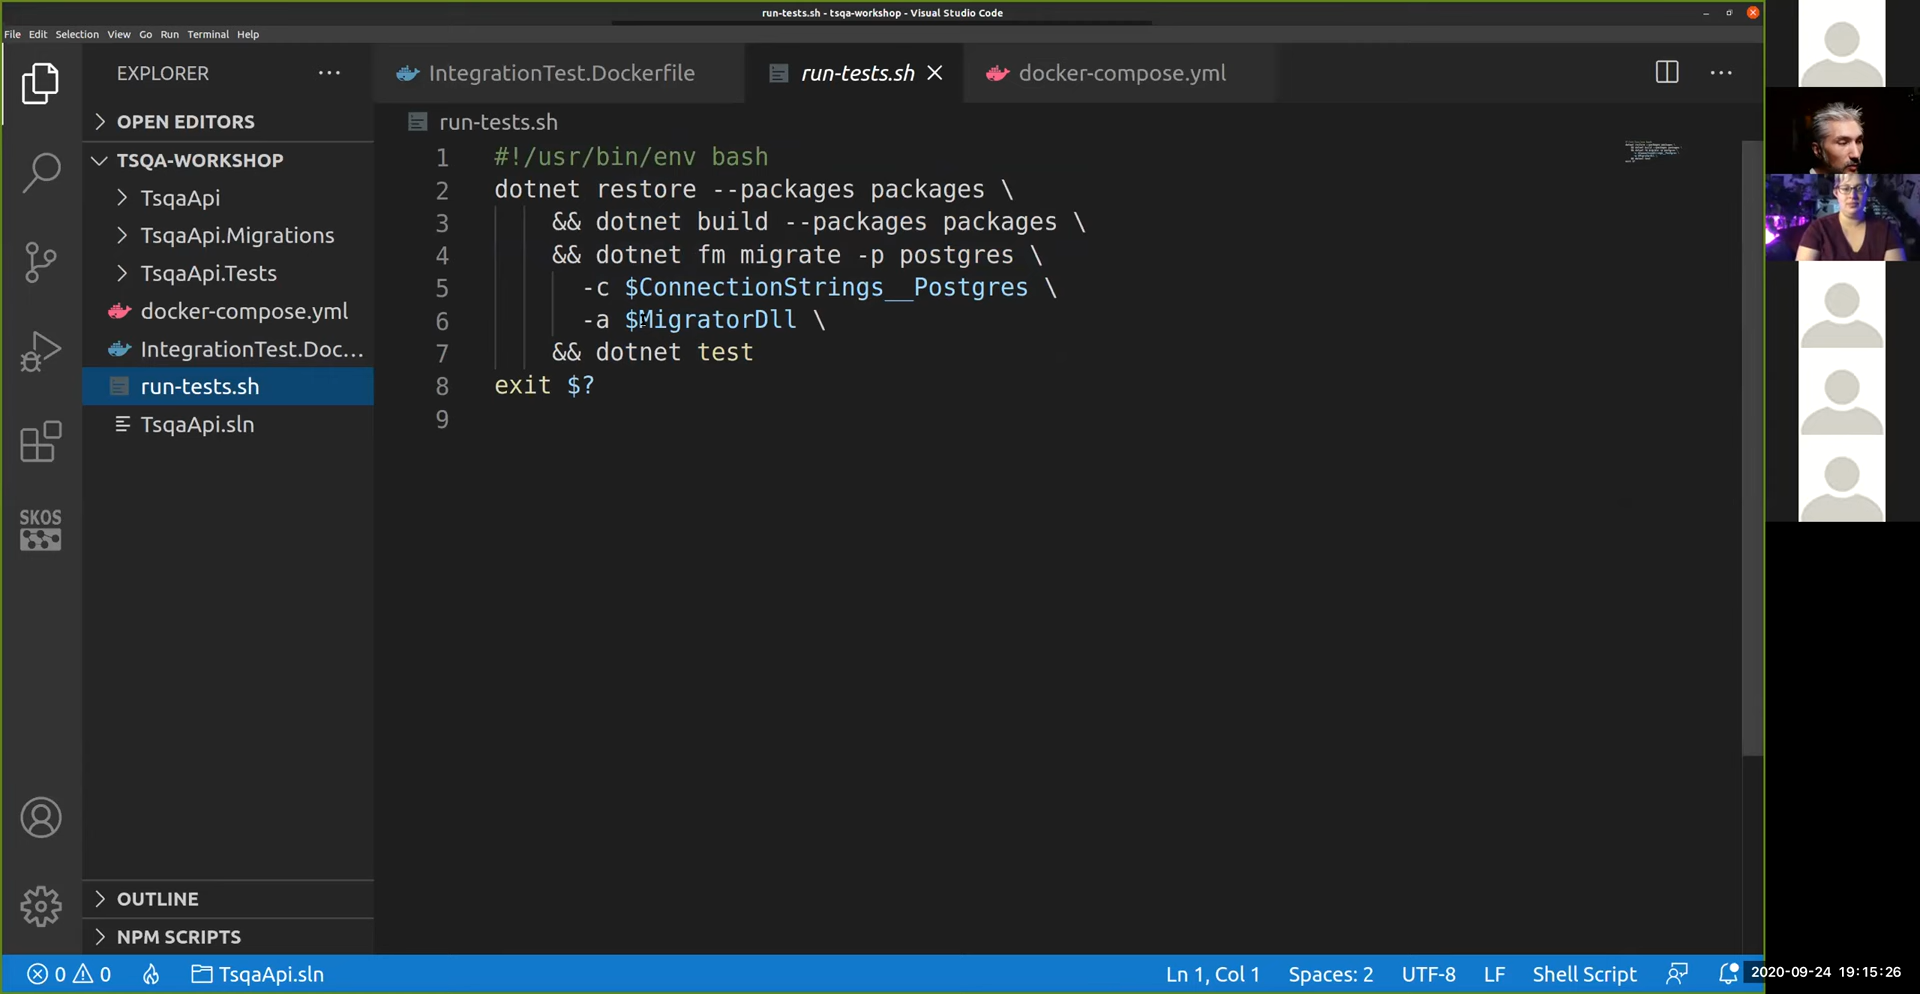 run-tests.sh - tsqa-workshop - Visual Studio Code
File Edit Selection View Go Run Terminal Help
EXPLORER
OPEN EDITORS
TSQA-WORKSHOP
TsqaApi
TsqaApi.Migrations
TsqaApi.Tests
docker-compose.yml
IntegrationTest.Doc...
run-tests.sh
TsqaApi.sln
OUTLINE
NPM SCRIPTS
SKOS
IntegrationTest.Dockerfile
run-tests.sh
docker-compose.yml
run-tests.sh
1 #!/usr/bin/env bash
2 dotnet restore --packages packages \
3 && dotnet build --packages packages \
4 && dotnet fm migrate -p postgres \
5 -c $ConnectionStrings__Postgres \
6 -a $MigratorDll \
7 && dotnet test
8 exit $?
9
0 0 TsqaApi.sln
Ln 1, Col 1 Spaces: 2 UTF-8 LF Shell Script
2020-09-24 19:15:26